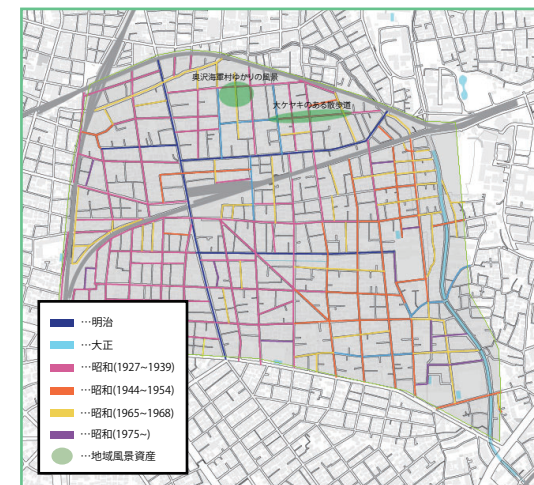 奥沢海軍村ゆかりの風景
大ケヤキのある散歩道
…明治
…大正
…昭和(1927~1939)
…昭和(1944~1954)
…昭和(1965~1968)
…昭和(1975~)
…地域風景資産